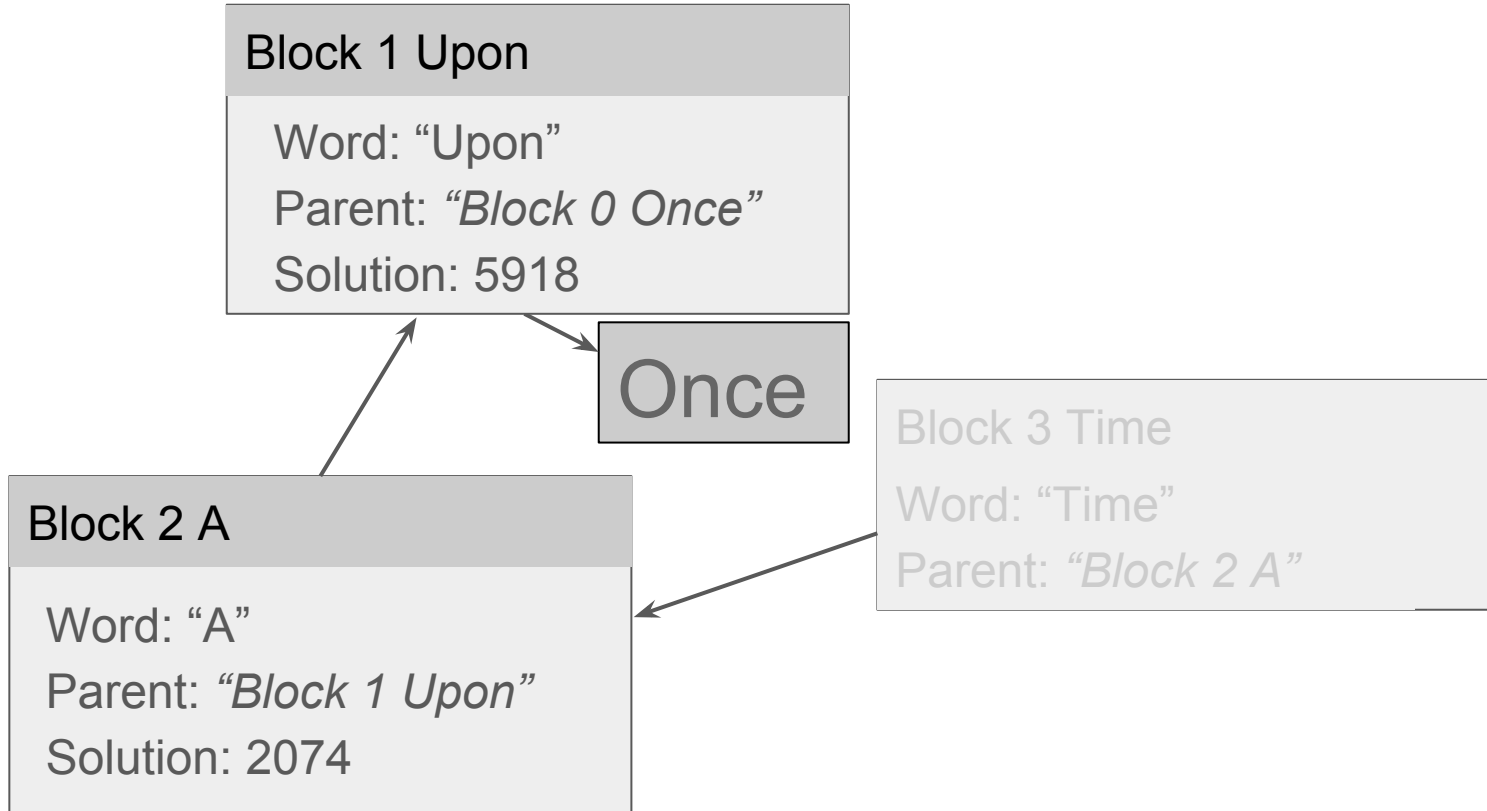 Block 1 Upon
Word: “Upon”
Parent: “Block 0 Once”
Solution: 5918
Once
Block 2 A
Word: “A”
Parent: “Block 1 Upon”
Solution: 2074
Block 3 Time
Word: “Time”
Parent: “Block 2 A”